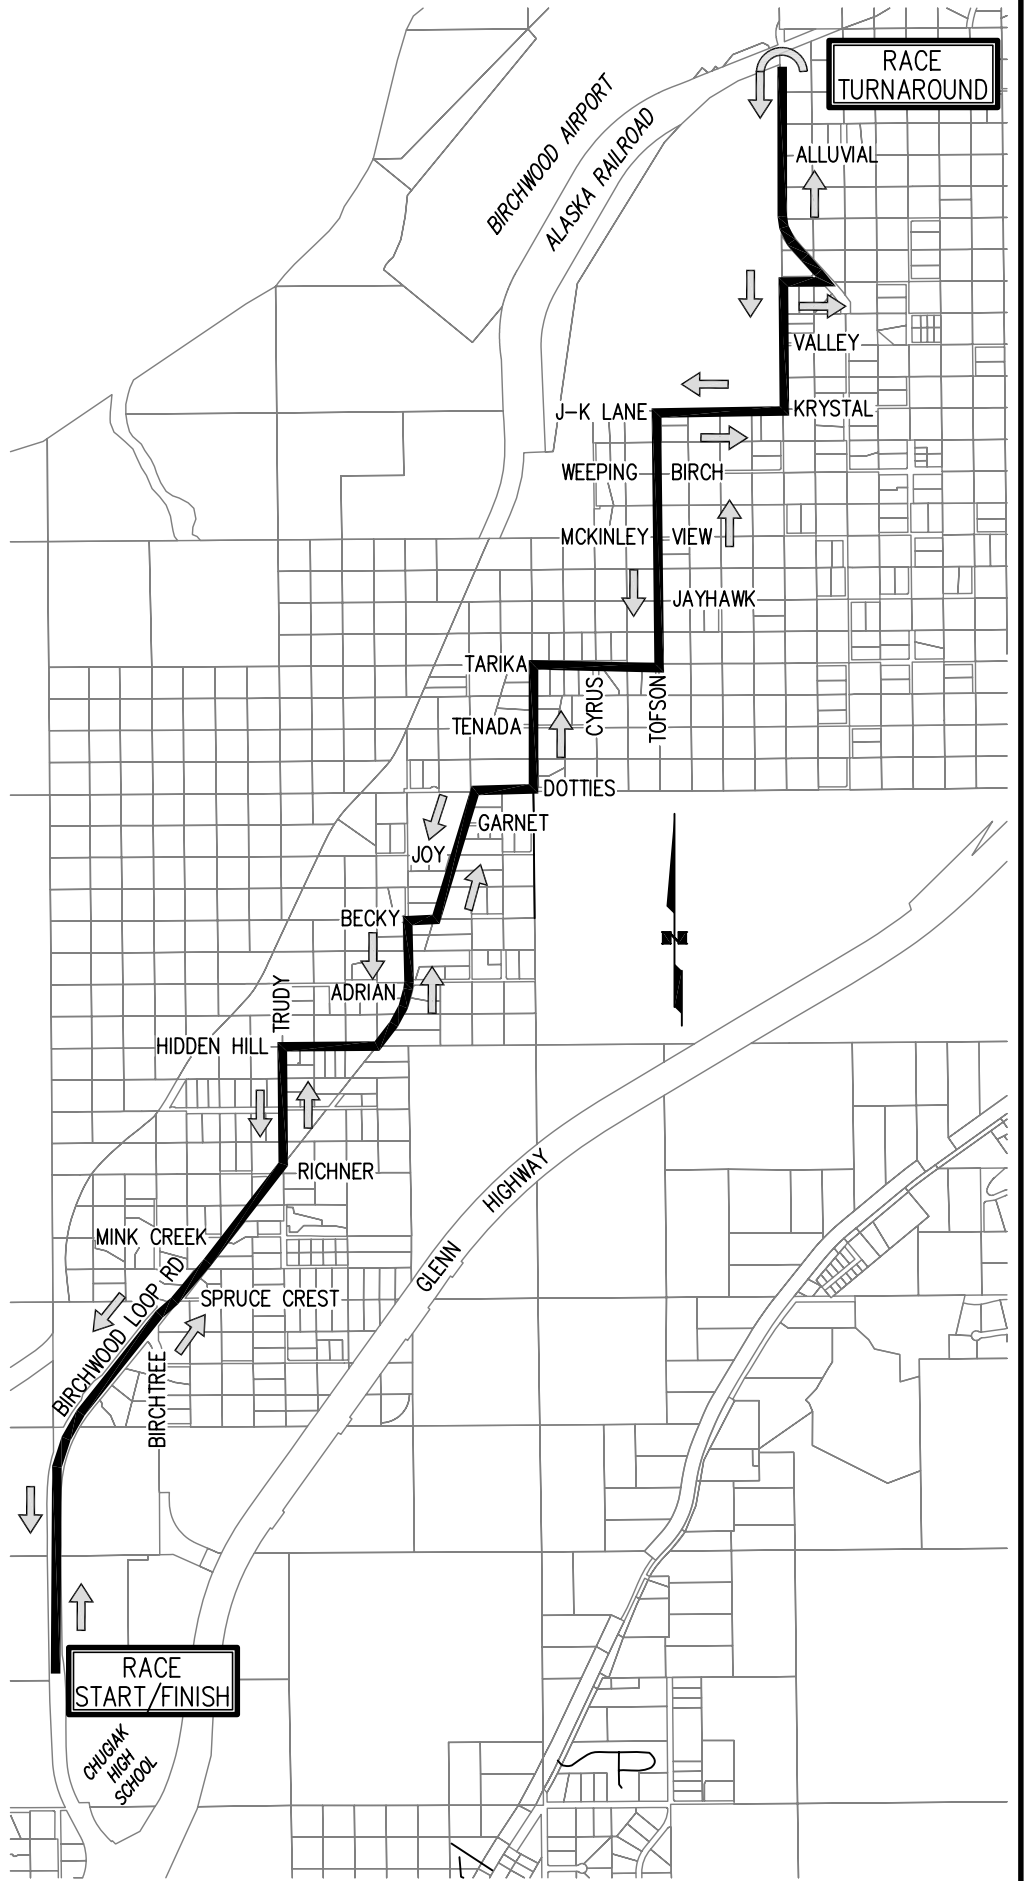 RACE
TURNAROUND
BIRCHWOOD AIRPORT
ALASKA RAILROAD
ALLUVIAL
VALLEY
J-K LANE
KRYSTAL
WEEPING BIRCH
MCKINLEY VIEW
JAYHAWK
TARIKA
CYRUS
TOFSON
TENADA
DOTTIES
GARNET
JOY
BECKY
N
TRUDY
ADRIAN
HIDDEN HILL
RICHNER
HIGHWAY
GLENN
MINK CREEK
BIRCHWOOD LOOP RD
SPRUCE CREST
BIRCHTREE
RACE
START/FINISH
CHUGIAK
HIGH
SCHOOL